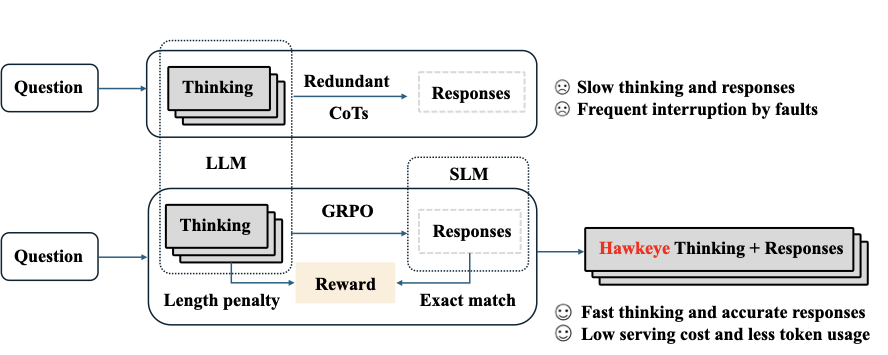 Question
Thinking
Redundant
CoTs
Responses
☹ Slow thinking and responses
☹ Frequent interruption by faults
LLM
SLM
Question
Thinking
GRPO
Responses
Reward
Length penalty
Exact match
Hawkeye Thinking + Responses
☺ Fast thinking and accurate responses
☺ Low serving cost and less token usage